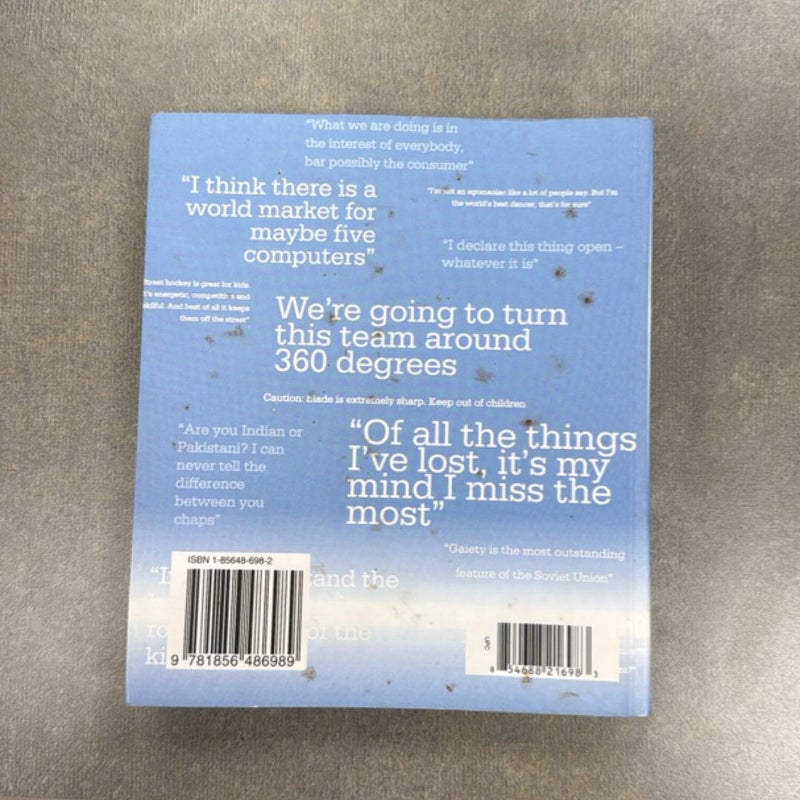 "What we are doing is in
the interest of everybody,
bar possibly the consumer"
"I think there is a
world market for
maybe five
computers"
"I'm not an egomaniac like a lot of people say. But I'm
the world's best dancer, that's for sure"
"I declare this thing open –
whatever it is"
Street hockey is great for kids.
It's energetic, competitive and
skilful. And best of all it keeps
them off the street"
We're going to turn
this team around
360 degrees
Caution: blade is extremely sharp. Keep out of children
"Are you Indian or
Pakistani? I can
never tell the
difference
between you
chaps"
"Of all the things
I've lost, it's my
mind I miss the
most"
"Gaiety is the most outstanding
feature of the Soviet Union"
the
of the
ISBN 1-85648-698-2
9 781856 486989
UPC
8 54688 21698 3